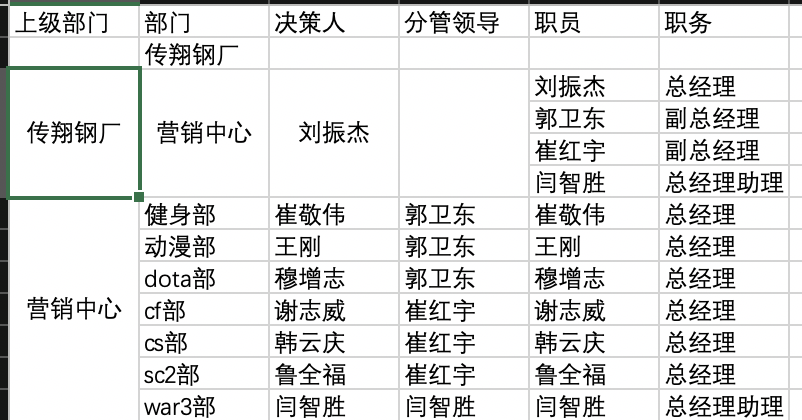 上级部门 部门 决策人 分管领导 职员 职务
传翔钢厂
传翔钢厂 营销中心 刘振杰 刘振杰 总经理
郭卫东 副总经理
崔红宇 副总经理
闫智胜 总经理助理
营销中心 健身部 崔敬伟 郭卫东 崔敬伟 总经理
动漫部 王刚 郭卫东 王刚 总经理
dota部 穆增志 郭卫东 穆增志 总经理
cf部 谢志威 崔红宇 谢志威 总经理
cs部 韩云庆 崔红宇 韩云庆 总经理
sc2部 鲁全福 崔红宇 鲁全福 总经理
war3部 闫智胜 闫智胜 闫智胜 总经理助理